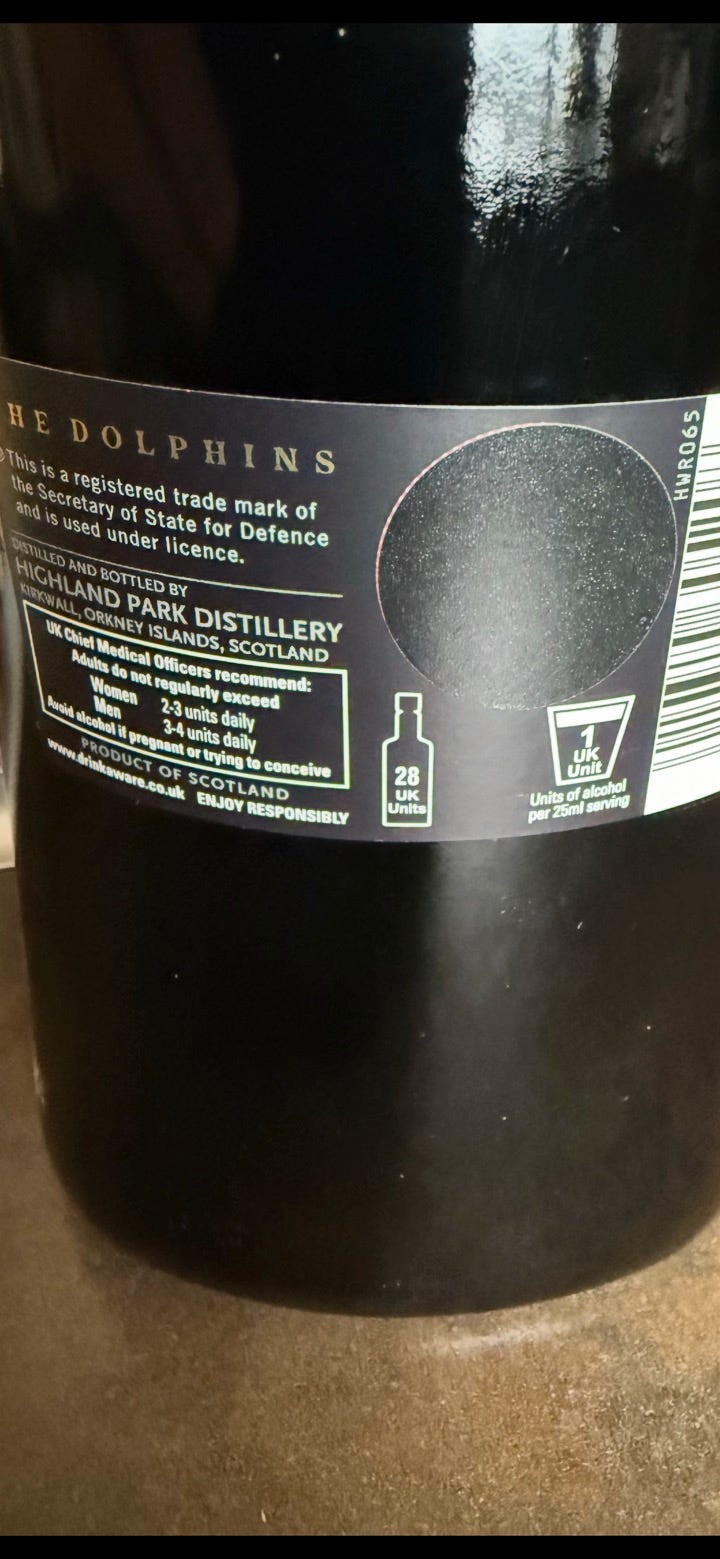 HE DOLPHINS
This is a registered trade mark of
the Secretary of State for Defence
and is used under licence.
DISTILLED AND BOTTLED BY
HIGHLAND PARK DISTILLERY
KIRKWALL, ORKNEY ISLANDS, SCOTLAND
UK Chief Medical Officers recommend:
Adults do not regularly exceed
Women 2-3 units daily
Men 3-4 units daily
Avoid alcohol if pregnant or trying to conceive
PRODUCT OF SCOTLAND
www.drinkaware.co.uk ENJOY RESPONSIBLY
28
UK
Units
1
UK
Unit
Units of alcohol
per 25ml serving
HWR065